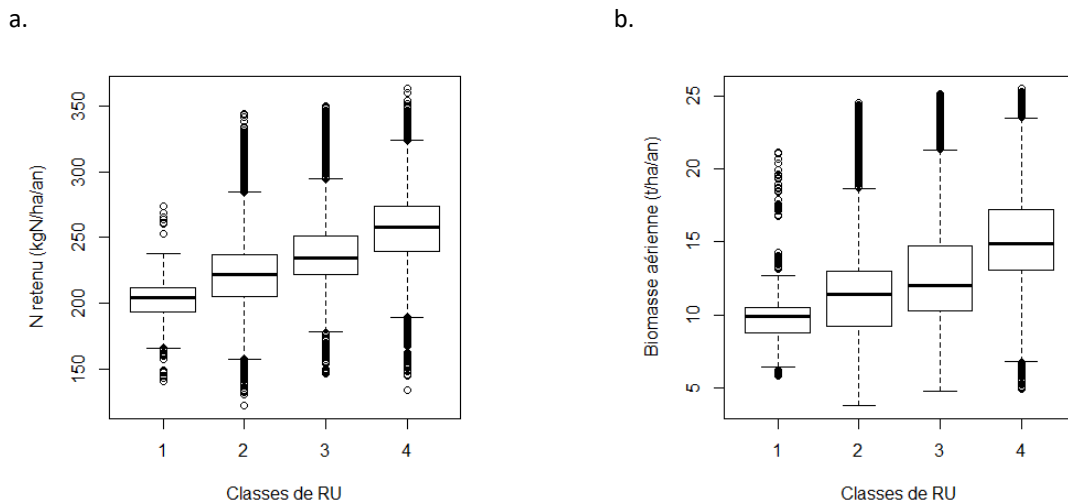 a.
N retenu (kgN/ha/an)
350
300
250
200
150
1 2 3 4
Classes de RU
b.
Biomasse aérienne (t/ha/an)
25
20
15
10
5
1 2 3 4
Classes de RU